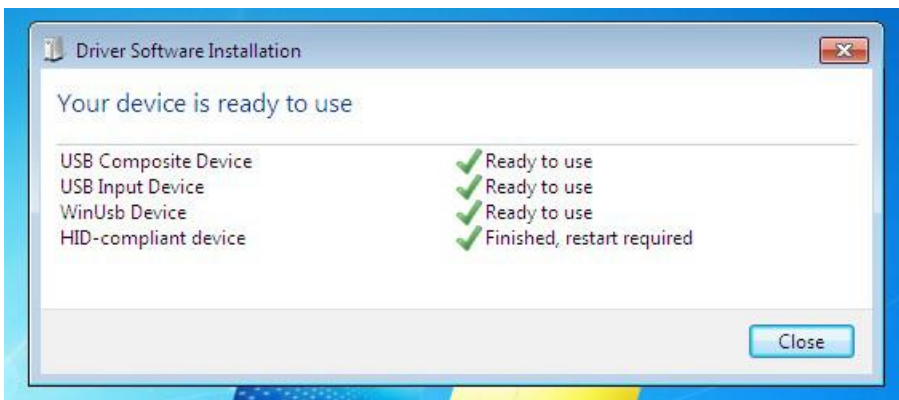 Driver Software Installation
Your device is ready to use
USB Composite Device Ready to use
USB Input Device Ready to use
WinUsb Device Ready to use
HID-compliant device Finished, restart required
Close